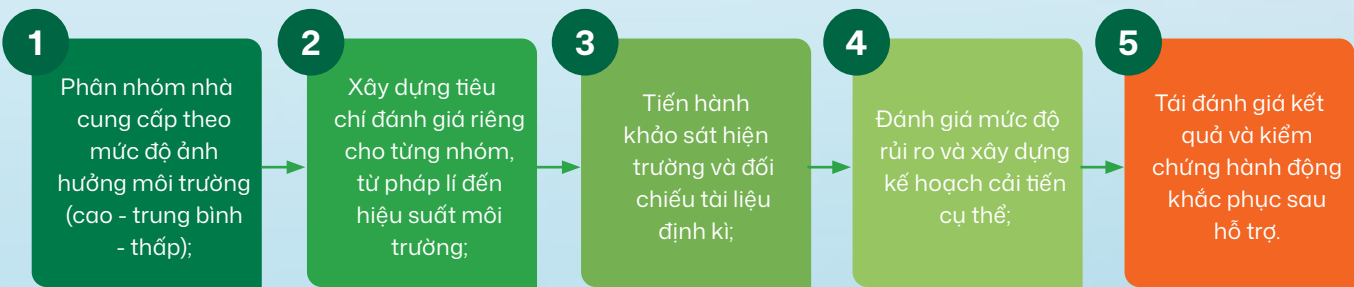 1
Phân nhóm nhà
cung cấp theo
mức độ ảnh
hưởng môi trường
(cao - trung bình
- thấp);
2
Xây dựng tiêu
chí đánh giá riêng
cho từng nhóm,
từ pháp lí đến
hiệu suất môi
trường;
3
Tiến hành
khảo sát hiện
trường và đối
chiếu tài liệu
định kì;
4
Đánh giá mức độ
rủi ro và xây dựng
kế hoạch cải tiến
cụ thể;
5
Tái đánh giá kết
quả và kiểm
chứng hành động
khắc phục sau
hỗ trợ.